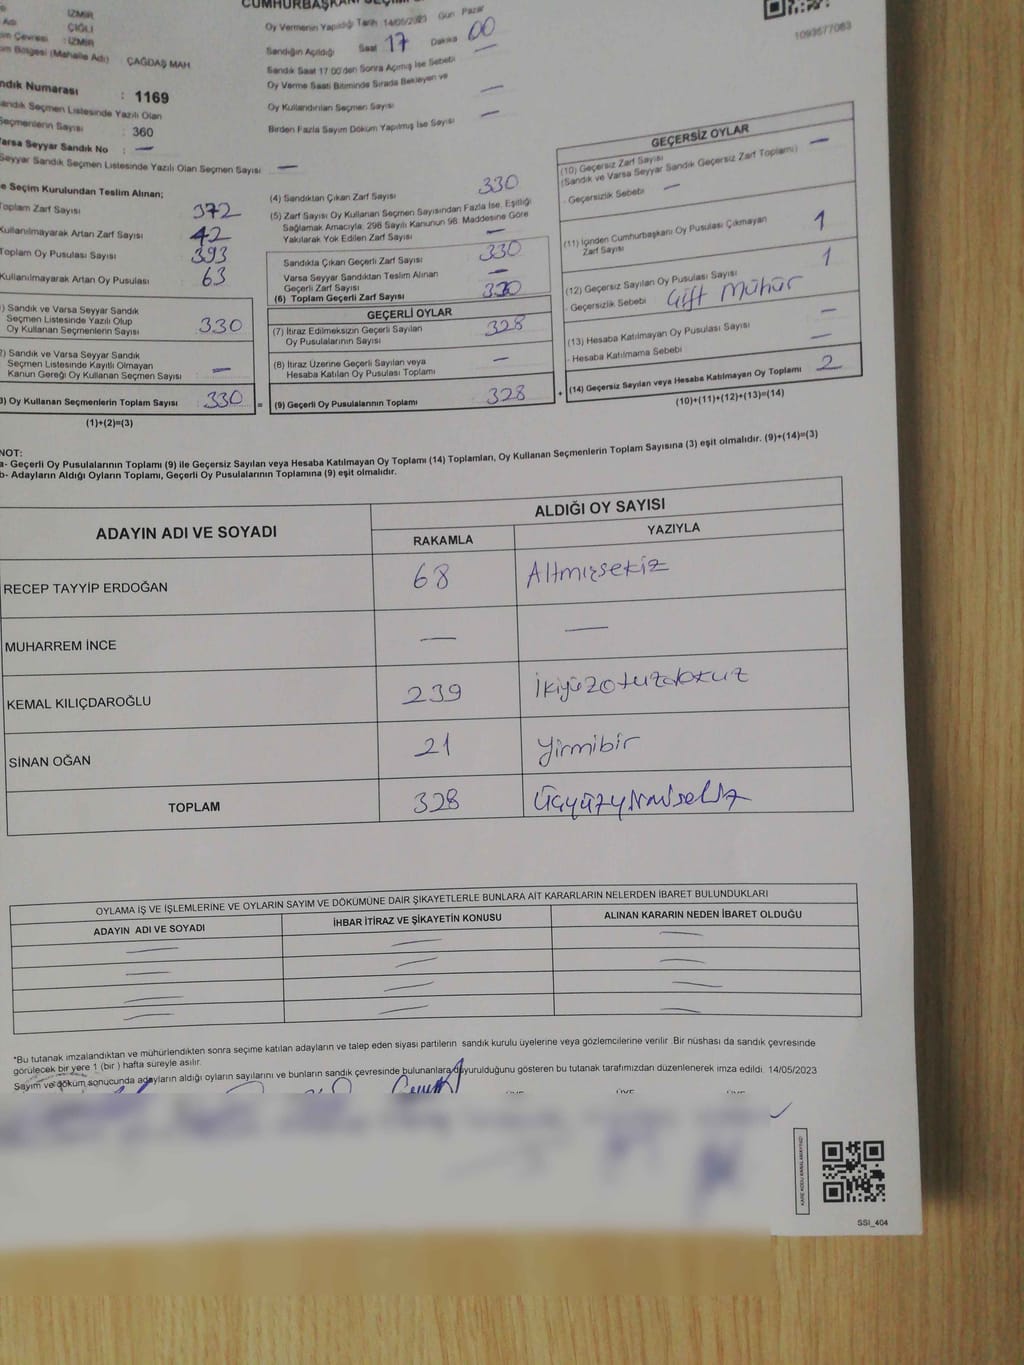 CUMHURBAŞKANI
İZMİR
ÇİĞLİ
: İZMİR
Bölgesi (Mahalle Adı) ÇAĞDAŞ MAH
Sandık Numarası : 1169
Sandık Seçmen Listesinde Yazılı Olan
Seçmenlerin Sayısı : 360
Varsa Seyyar Sandık No : —
Seyyar Sandık Seçmen Listesinde Yazılı Olan Seçmen Sayısı : —
Oy Vermenin Yapıldığı Tarih 14/05/2023 Gün Pazar
Sandığın Açıldığı Saat 17 Dakika 00
Sandık Saat 17:00'den Sonra Açılmış İse Sebebi —
Oy Verme Saati Bitiminde Sırada Bekleyen ve
Oy Kullandırılan Seçmen Sayısı —
Birden Fazla Sayım Döküm Yapılmış İse Sayısı —
1093577083
e Seçim Kurulundan Teslim Alınan;
Toplam Zarf Sayısı 372
Kullanılmayarak Artan Zarf Sayısı 42
Toplam Oy Pusulası Sayısı 393
Kullanılmayarak Artan Oy Pusulası 63
) Sandık ve Varsa Seyyar Sandık
Seçmen Listesinde Yazılı Olup
Oy Kullanan Seçmenlerin Sayısı 330
2) Sandık ve Varsa Seyyar Sandık
Seçmen Listesinde Kayıtlı Olmayan
Kanun Gereği Oy Kullanan Seçmen Sayısı —
3) Oy Kullanan Seçmenlerin Toplam Sayısı 330 =
(1)+(2)=(3)
(4) Sandıktan Çıkan Zarf Sayısı 330
(5) Zarf Sayısı Oy Kullanan Seçmen Sayısından Fazla İse, Eşitliği
Sağlamak Amacıyla, 298 Sayılı Kanunun 98. Maddesine Göre
Yakılarak Yok Edilen Zarf Sayısı —
Sandıkta Çıkan Geçerli Zarf Sayısı 330
Varsa Seyyar Sandıktan Teslim Alınan
Geçerli Zarf Sayısı —
(6) Toplam Geçerli Zarf Sayısı 330
GEÇERLİ OYLAR
(7) İtiraz Edilmeksizin Geçerli Sayılan
Oy Pusulalarının Sayısı 328
(8) İtiraz Üzerine Geçerli Sayılan veya
Hesaba Katılan Oy Pusulası Toplamı —
(9) Geçerli Oy Pusulalarının Toplamı 328 +
GEÇERSİZ OYLAR
(10) Geçersiz Zarf Sayısı
(Sandık ve Varsa Seyyar Sandık Geçersiz Zarf Toplamı) —
- Geçersizlik Sebebi —
(11) İçinden Cumhurbaşkanı Oy Pusulası Çıkmayan
Zarf Sayısı 1
(12) Geçersiz Sayılan Oy Pusulası Sayısı 1
- Geçersizlik Sebebi Çift Mühür
(13) Hesaba Katılmayan Oy Pusulası Sayısı —
- Hesaba Katılmama Sebebi —
(14) Geçersiz Sayılan veya Hesaba Katılmayan Oy Toplamı 2
(10)+(11)+(12)+(13)=(14)
NOT:
a- Geçerli Oy Pusulalarının Toplamı (9) ile Geçersiz Sayılan veya Hesaba Katılmayan Oy Toplamı (14) Toplamları, Oy Kullanan Seçmenlerin Toplam Sayısına (3) eşit olmalıdır. (9)+(14)=(3)
b- Adayların Aldığı Oyların Toplamı, Geçerli Oy Pusulalarının Toplamına (9) eşit olmalıdır.
ADAYIN ADI VE SOYADI ALDIĞI OY SAYISI
RAKAMLA YAZIYLA
RECEP TAYYİP ERDOĞAN 68 Altmışsekiz
MUHARREM İNCE — —
KEMAL KILIÇDAROĞLU 239 İkiyüzotuzdokuz
SİNAN OĞAN 21 Yirmibir
TOPLAM 328 Üçyüzyirmisekiz
OYLAMA İŞ VE İŞLEMLERİNE VE OYLARIN SAYIM VE DÖKÜMÜNE DAİR ŞİKAYETLERLE BUNLARA AİT KARARLARIN NELERDEN İBARET BULUNDUKLARI
ADAYIN ADI VE SOYADI İHBAR İTİRAZ VE ŞİKAYETİN KONUSU ALINAN KARARIN NEDEN İBARET OLDUĞU
— — —
— — —
— — —
— — —
*Bu tutanak imzalandıktan ve mühürlendikten sonra seçime katılan adayların ve talep eden siyasi partilerin sandık kurulu üyelerine veya gözlemcilerine verilir. Bir nüshası da sandık çevresinde
görülecek bir yere 1 (bir ) hafta süreyle asılır.
Sayım ve döküm sonucunda adayların aldığı oyların sayılarını ve bunların sandık çevresinde bulunanlara duyurulduğunu gösteren bu tutanak tarafımızdan düzenlenerek imza edildi. 14/05/2023
ÜYE ÜYE ÜYE
SSİ_404